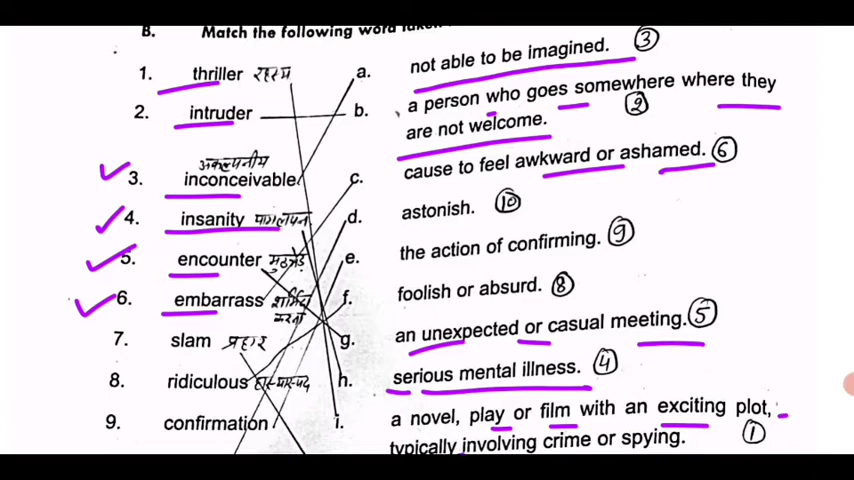 B. Match the following word taken
1. thriller रहस्य a. not able to be imagined. ③
2. intruder b. a person who goes somewhere where they
are not welcome. ②
अकल्पनीय
3. inconceivable c. cause to feel awkward or ashamed. ⑥
4. insanity पागलपन d. astonish. ⑩
5. encounter मुठभेड़ e. the action of confirming. ⑨
6. embarrass शर्मिंदा करना f. foolish or absurd. ⑧
7. slam प्रहार g. an unexpected or casual meeting. ⑤
8. ridiculous हास्यास्पद h. serious mental illness. ④
9. confirmation i. a novel, play or film with an exciting plot,
typically involving crime or spying. ①